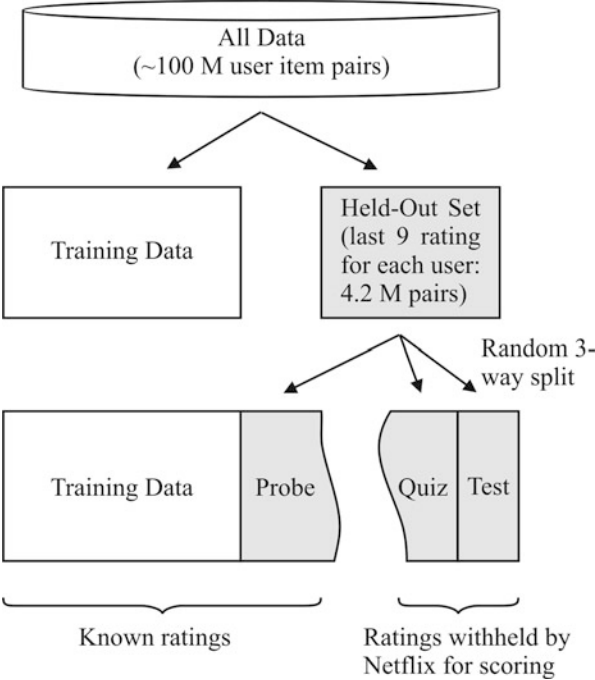 All Data
(~100 M user item pairs)
Training Data
Held-Out Set
(last 9 rating
for each user:
4.2 M pairs)
Random 3-
way split
Training Data
Probe
Quiz
Test
Known ratings
Ratings withheld by
Netflix for scoring